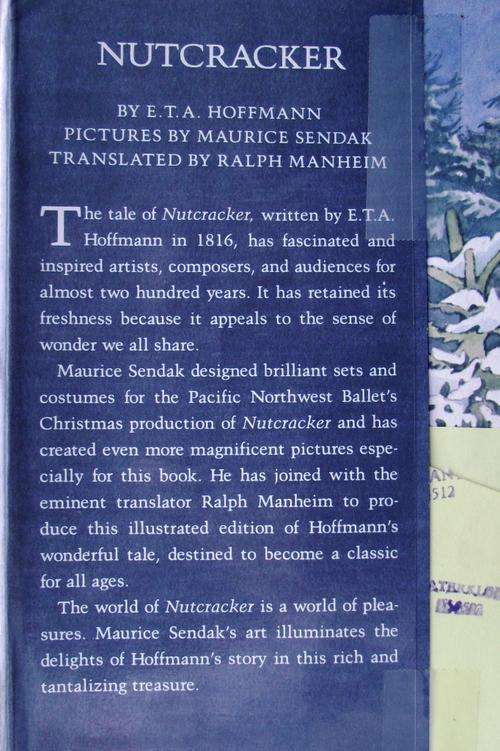 NUTCRACKER
BY E.T.A. HOFFMANN
PICTURES BY MAURICE SENDAK
TRANSLATED BY RALPH MANHEIM
The tale of Nutcracker, written by E.T.A.
Hoffmann in 1816, has fascinated and
inspired artists, composers, and audiences for
almost two hundred years. It has retained its
freshness because it appeals to the sense of
wonder we all share.
Maurice Sendak designed brilliant sets and
costumes for the Pacific Northwest Ballet's
Christmas production of Nutcracker and has
created even more magnificent pictures espe-
cially for this book. He has joined with the
eminent translator Ralph Manheim to pro-
duce this illustrated edition of Hoffmann's
wonderful tale, destined to become a classic
for all ages.
The world of Nutcracker is a world of plea-
sures. Maurice Sendak's art illuminates the
delights of Hoffmann's story in this rich and
tantalizing treasure.
512